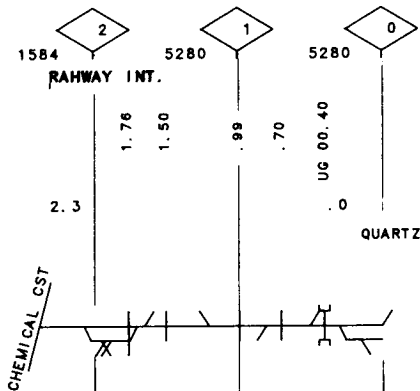 2 1 0
1584 5280 5280
RAHWAY INT.
1.76
1.50
.99
.70
UG 00.40
2.3
.0
QUARTZ
CHEMICAL CST